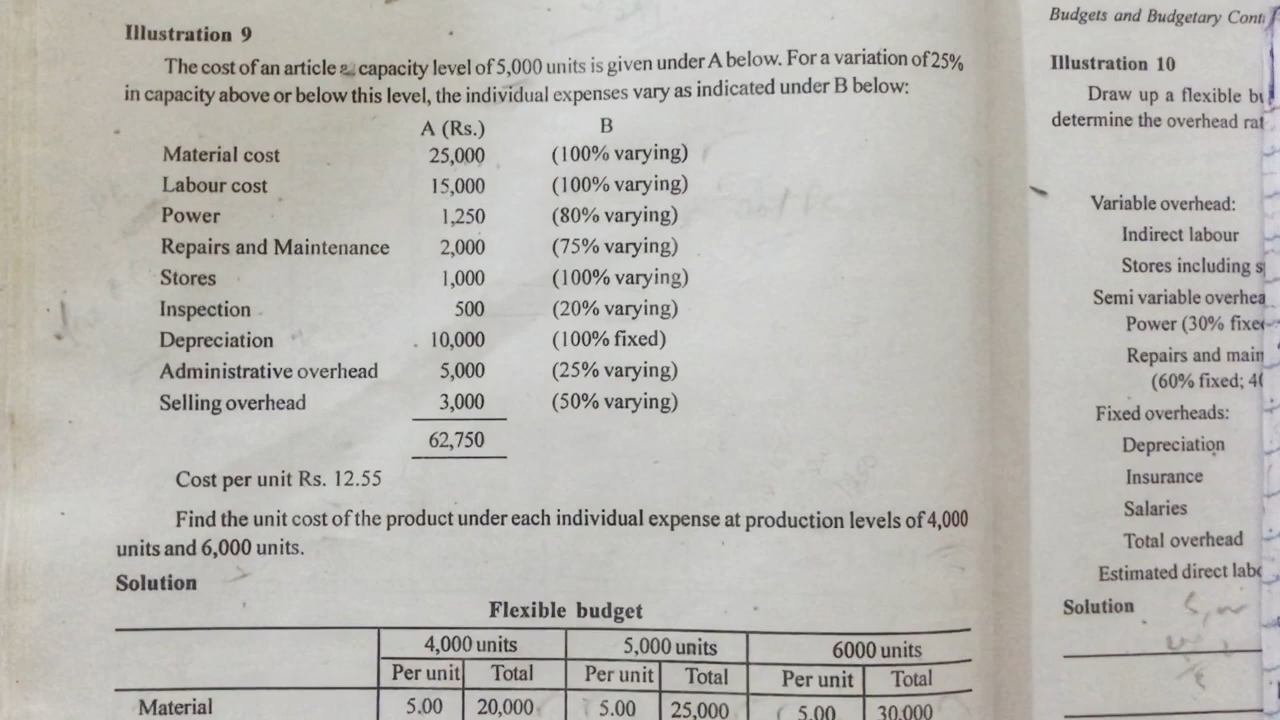 Illustration 9
The cost of an article capacity level of 5,000 units is given under A below. For a variation of 25%
in capacity above or below this level, the individual expenses vary as indicated under B below:
A (Rs.) B
Material cost 25,000 (100% varying)
Labour cost 15,000 (100% varying)
Power 1,250 (80% varying)
Repairs and Maintenance 2,000 (75% varying)
Stores 1,000 (100% varying)
Inspection 500 (20% varying)
Depreciation 10,000 (100% fixed)
Administrative overhead 5,000 (25% varying)
Selling overhead 3,000 (50% varying)
62,750
Cost per unit Rs. 12.55
Find the unit cost of the product under each individual expense at production levels of 4,000
units and 6,000 units.
Solution
Flexible budget
4,000 units 5,000 units 6000 units
Per unit Total Per unit Total Per unit Total
Material 5.00 20,000 5.00 25,000 5.00 30,000
Budgets and Budgetary
Illustration 10
Draw up a flexible
determine the overhead
Variable overhead:
Indirect labour
Stores including
Semi variable
Power (30%
Repairs and
(60% fixed;
Fixed overheads:
Depreciation
Insurance
Salaries
Total overhead
Estimated direct
Solution